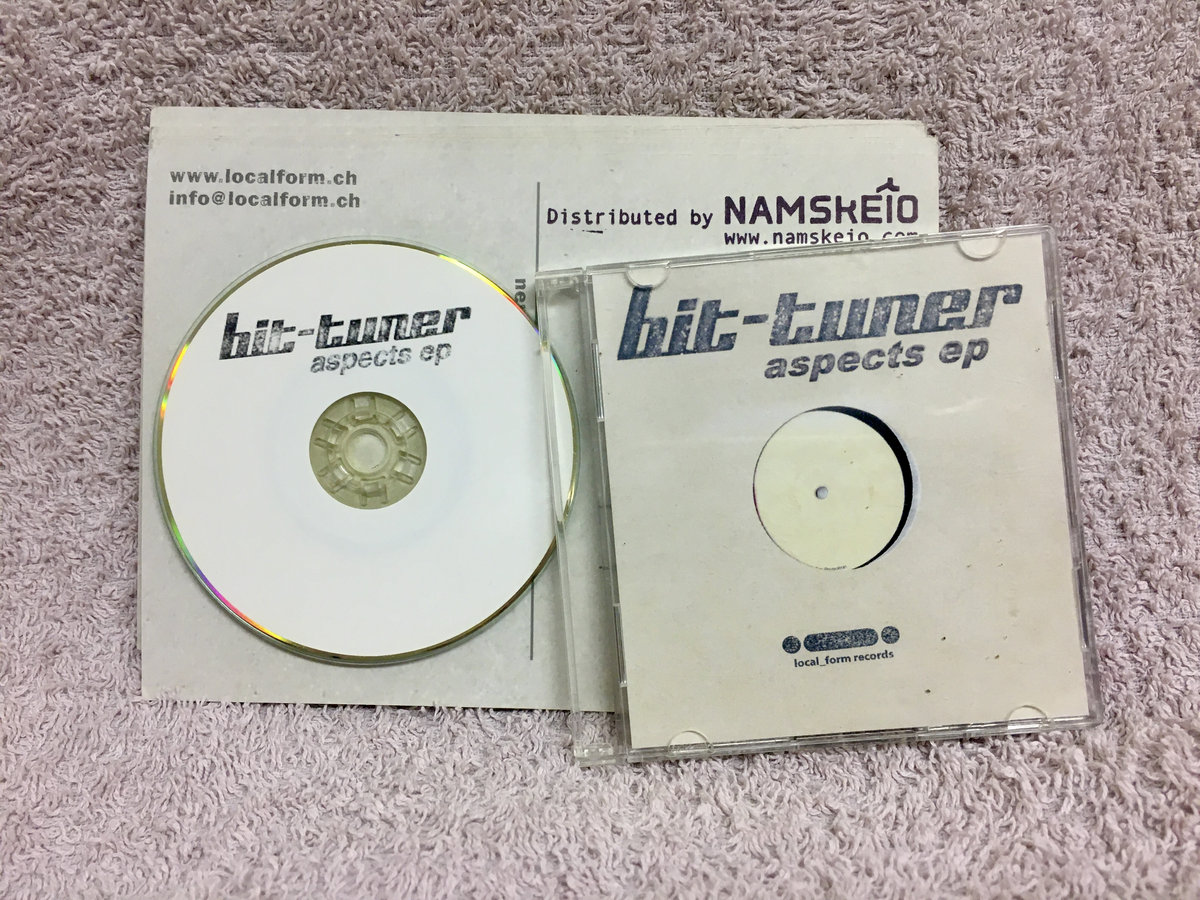 www.localform.ch
info@localform.ch
Distributed by NAMSKEIO
www.namskeio.com
bit-tuner
aspects ep
bit-tuner
aspects ep
local_form records